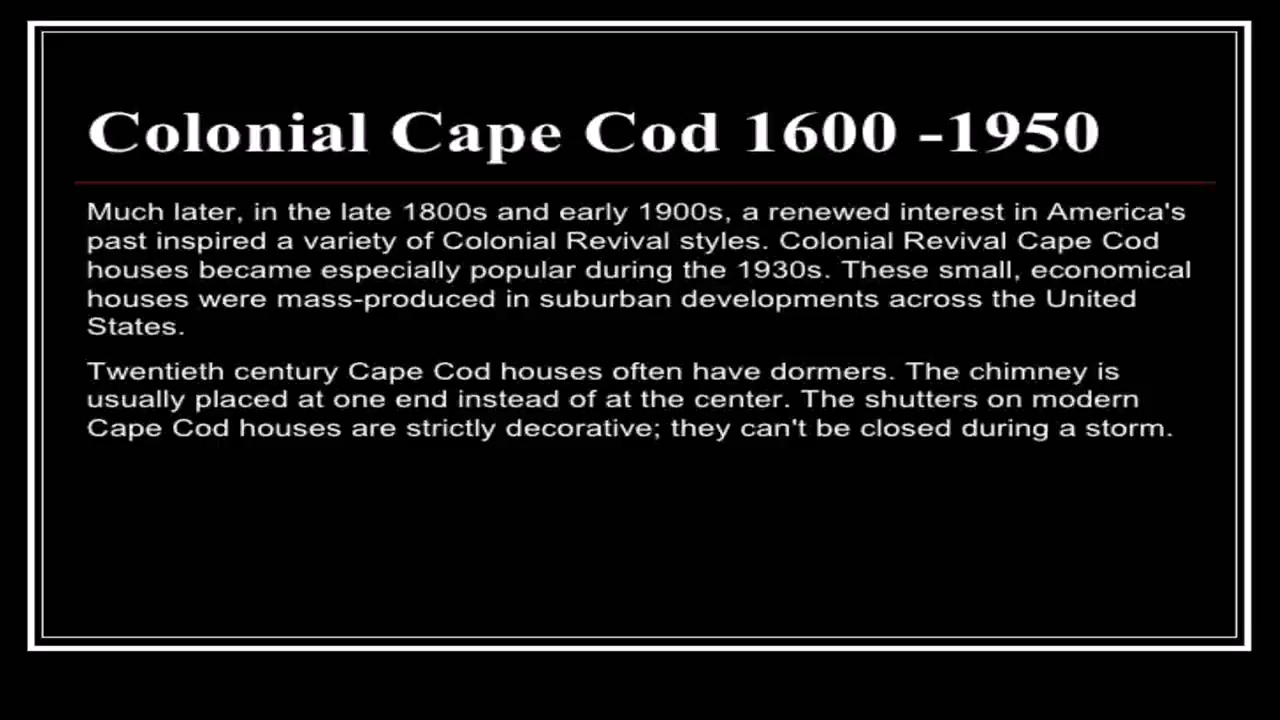 Colonial Cape Cod 1600 -1950
Much later, in the late 1800s and early 1900s, a renewed interest in America's
past inspired a variety of Colonial Revival styles. Colonial Revival Cape Cod
houses became especially popular during the 1930s. These small, economical
houses were mass-produced in suburban developments across the United
States.
Twentieth century Cape Cod houses often have dormers. The chimney is
usually placed at one end instead of at the center. The shutters on modern
Cape Cod houses are strictly decorative; they can't be closed during a storm.